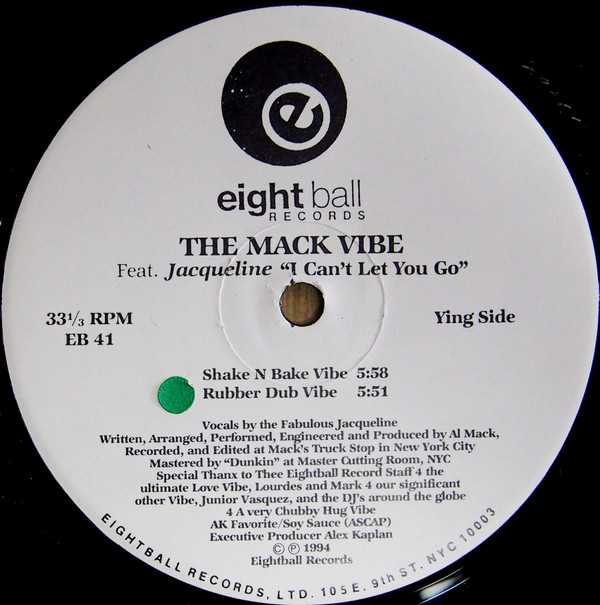 e
eight ball
RECORDS
THE MACK VIBE
Feat. Jacqueline “I Can’t Let You Go”
33⅓ RPM
EB 41
Ying Side
Shake N Bake Vibe 5:58
Rubber Dub Vibe 5:51
Vocals by the Fabulous Jacqueline
Written, Arranged, Performed, Engineered and Produced by Al Mack,
Recorded, and Edited at Mack’s Truck Stop in New York City
Mastered by “Dunkin” at Master Cutting Room, NYC
Special Thanx to Thee Eightball Record Staff 4 the
ultimate Love Vibe, Lourdes and Mark 4 our significant
other Vibe, Junior Vasquez, and the DJ’s around the globe
4 A very Chubby Hug Vibe
AK Favorite/Soy Sauce (ASCAP)
Executive Producer Alex Kaplan
© ℗ 1994
Eightball Records
EIGHTBALL RECORDS, LTD. 105 E. 9th ST. NYC 10003